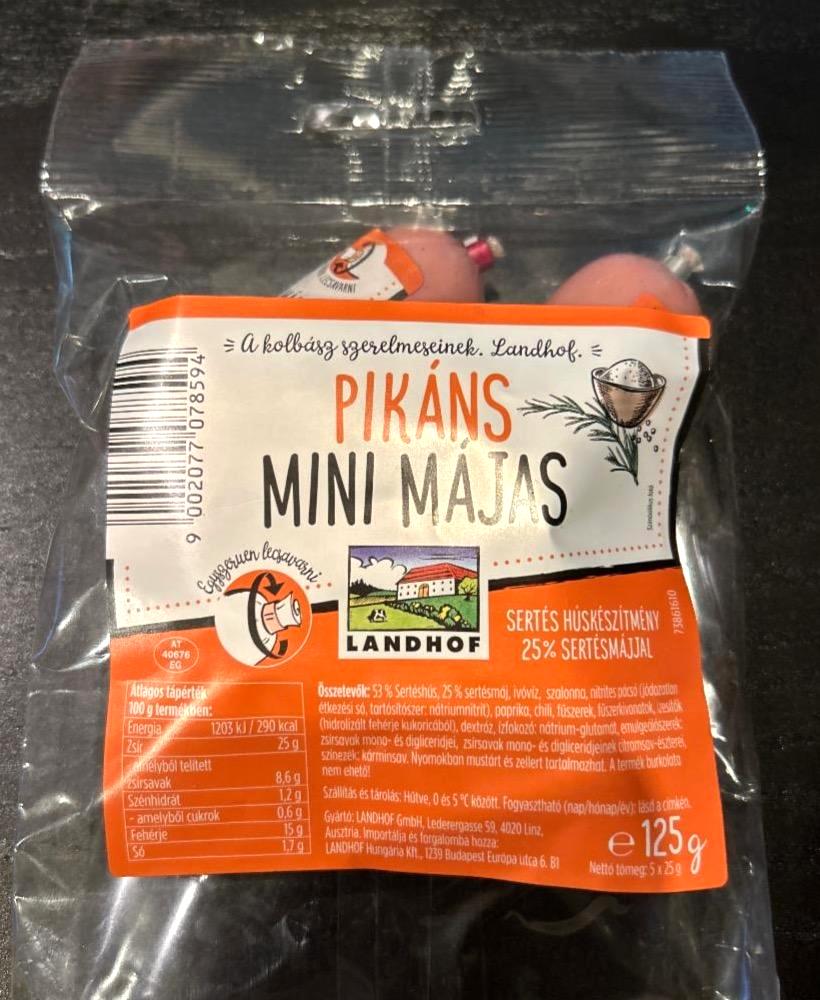 LECSAVARNI
A kolbász szerelmeseinek. Landhof.
PIKÁNS
MINI MÁJAS
9 002077 078594
Szimbolikus fotó
Egyszerűen lecsavarni
LANDHOF
SERTÉS HÚSKÉSZÍTMÉNY
25% SERTÉSMÁJJAL
73861610
AT
40676
EG
Átlagos tápérték
100 g termékben:
Energia 1203 kJ / 290 kcal
Zsír 25 g
- amelyből telített
zsírsavak 8,6 g
Szénhidrát 1,2 g
- amelyből cukrok 0,6 g
Fehérje 15 g
Só 1,7 g
Összetevők: 53 % Sertéshús, 25 % sertésmáj, ivóvíz, szalonna, nitrites pácsó (jódozatlan
étkezési só, tartósítószer: nátriumnitrit), paprika, chili, fűszerek, fűszerkivonatok, ízesítők
(hidrolizált fehérje kukoricából), dextróz, ízfokozó: nátrium-glutamát, emulgeálószerek:
zsírsavak mono- és digliceridjei, zsírsavak mono- és digliceridjeinek citromsav-észterei,
színezék: kárminsav. Nyomokban mustárt és zellert tartalmazhat. A termék burkolata
nem ehető!
Szállítás és tárolás: Hűtve, 0 és 5 °C között. Fogyasztható (nap/hónap/év): lásd a címkén.
Gyártó: LANDHOF GmbH, Lederergasse 59, 4020 Linz,
Ausztria. Importálja és forgalomba hozza:
LANDHOF Hungária Kft., 1239 Budapest Európa utca 6. B1
e 125 g
Nettó tömeg: 5 x 25 g